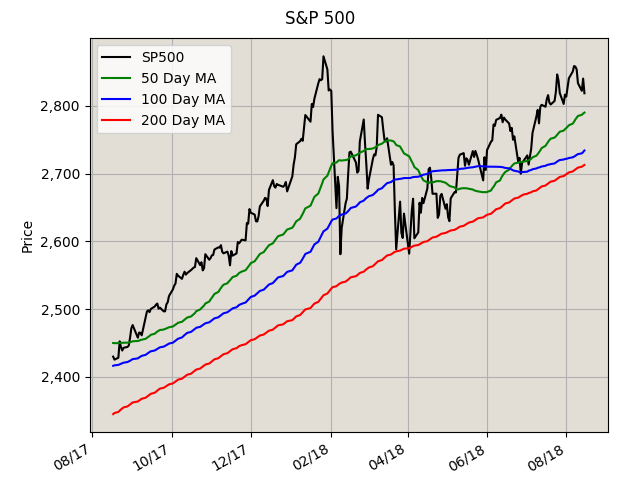 S&P 500
SP500
50 Day MA
100 Day MA
200 Day MA
Price
2,800
2,700
2,600
2,500
2,400
08/17
10/17
12/17
02/18
04/18
06/18
08/18